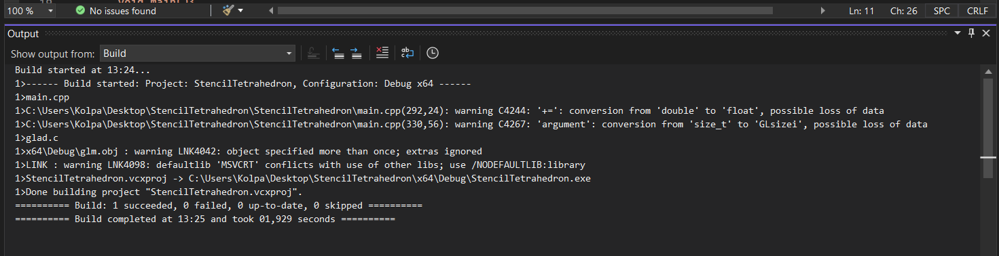 100 %
No issues found
Ln: 11
Ch: 26
SPC
CRLF
Output
Show output from: Build
Build started at 13:24...
1>------ Build started: Project: StencilTetrahedron, Configuration: Debug x64 ------
1>main.cpp
1>C:\Users\Kolpa\Desktop\StencilTetrahedron\StencilTetrahedron\main.cpp(292,24): warning C4244: '+=': conversion from 'double' to 'float', possible loss of data
1>C:\Users\Kolpa\Desktop\StencilTetrahedron\StencilTetrahedron\main.cpp(330,56): warning C4267: 'argument': conversion from 'size_t' to 'GLsizei', possible loss of data
1>glad.c
1>x64\Debug\glm.obj : warning LNK4042: object specified more than once; extras ignored
1>LINK : warning LNK4098: defaultlib 'MSVCRT' conflicts with use of other libs; use /NODEFAULTLIB:library
1>StencilTetrahedron.vcxproj -> C:\Users\Kolpa\Desktop\StencilTetrahedron\x64\Debug\StencilTetrahedron.exe
1>Done building project "StencilTetrahedron.vcxproj".
========== Build: 1 succeeded, 0 failed, 0 up-to-date, 0 skipped ==========
========== Build completed at 13:25 and took 01,929 seconds ==========